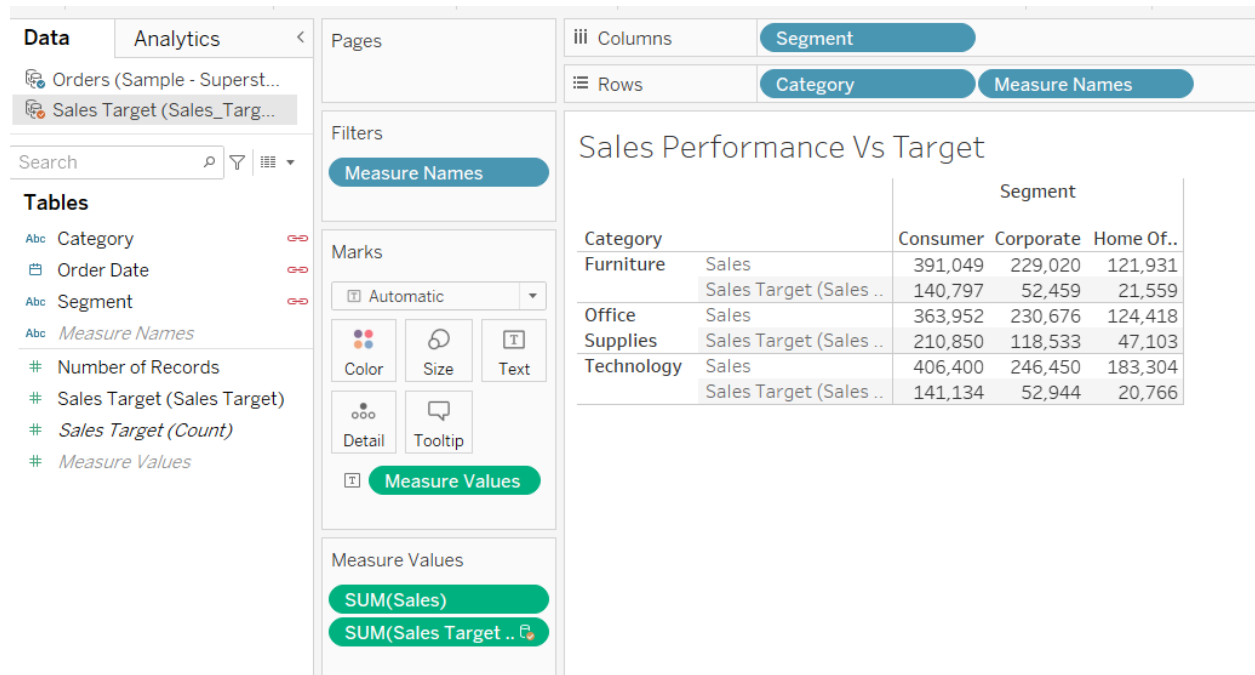 Data
Analytics
<
Orders (Sample - Superst...
Sales Target (Sales_Targ...
Search
Tables
Abc Category
Order Date
Abc Segment
Abc Measure Names
# Number of Records
# Sales Target (Sales Target)
# Sales Target (Count)
# Measure Values
Pages
Filters
Measure Names
Marks
T Automatic
Color Size Text
Detail Tooltip
T Measure Values
Measure Values
SUM(Sales)
SUM(Sales Target ..
iii Columns Segment
Rows Category Measure Names
Sales Performance Vs Target
Segment
Category Consumer Corporate Home Of..
Furniture Sales 391,049 229,020 121,931
Sales Target (Sales .. 140,797 52,459 21,559
Office Sales 363,952 230,676 124,418
Supplies Sales Target (Sales .. 210,850 118,533 47,103
Technology Sales 406,400 246,450 183,304
Sales Target (Sales .. 141,134 52,944 20,766